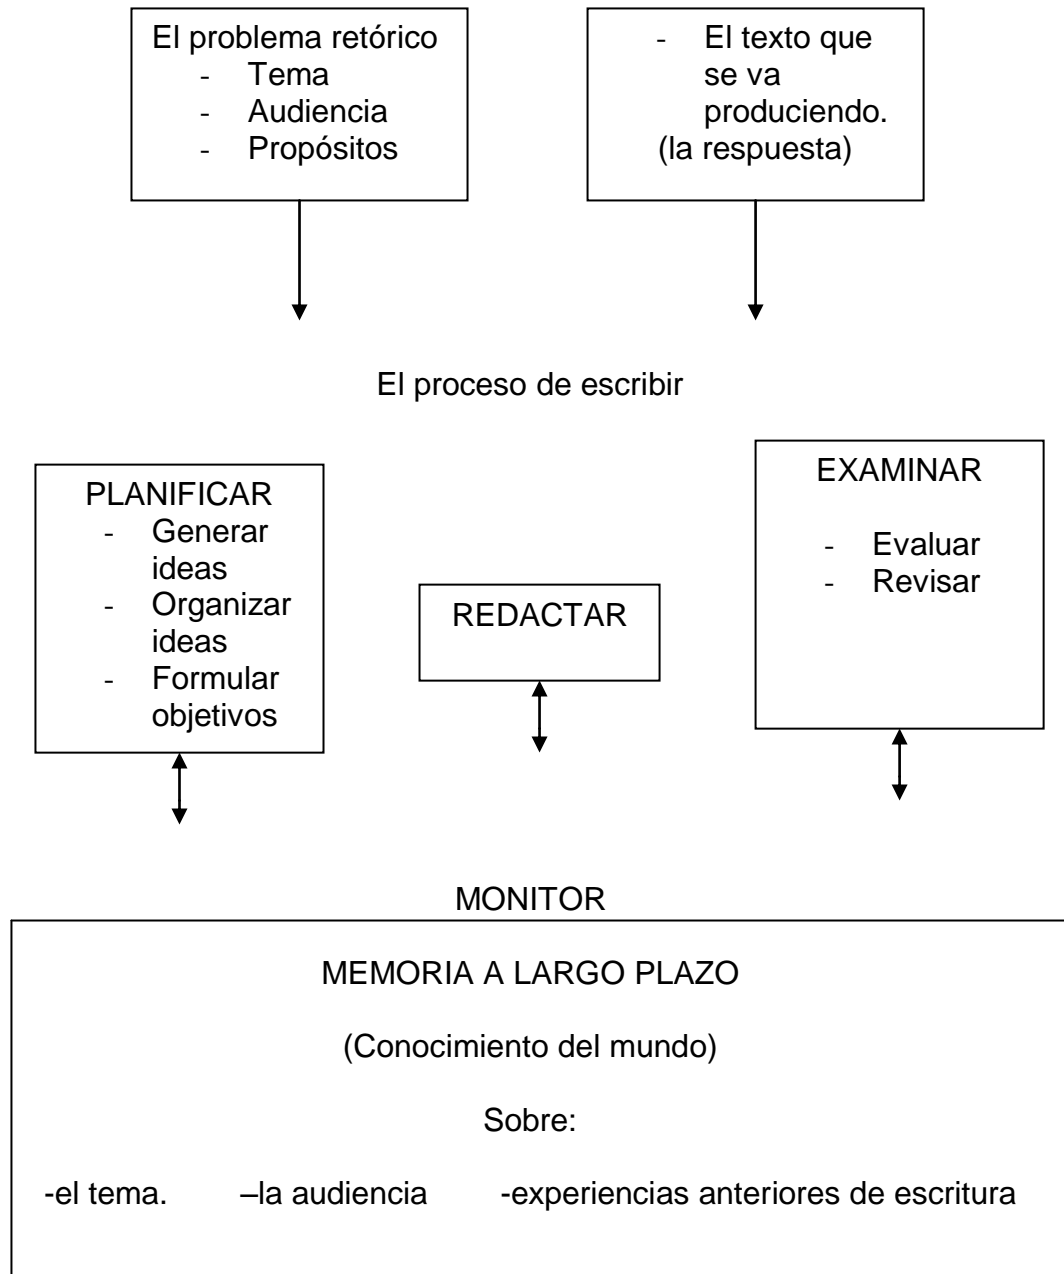 El problema retórico
- Tema
- Audiencia
- Propósitos
- El texto que
se va
produciendo.
(la respuesta)
El proceso de escribir
PLANIFICAR
- Generar
ideas
- Organizar
ideas
- Formular
objetivos
REDACTAR
EXAMINAR
- Evaluar
- Revisar
MONITOR
MEMORIA A LARGO PLAZO
(Conocimiento del mundo)
Sobre:
-el tema. –la audiencia -experiencias anteriores de escritura